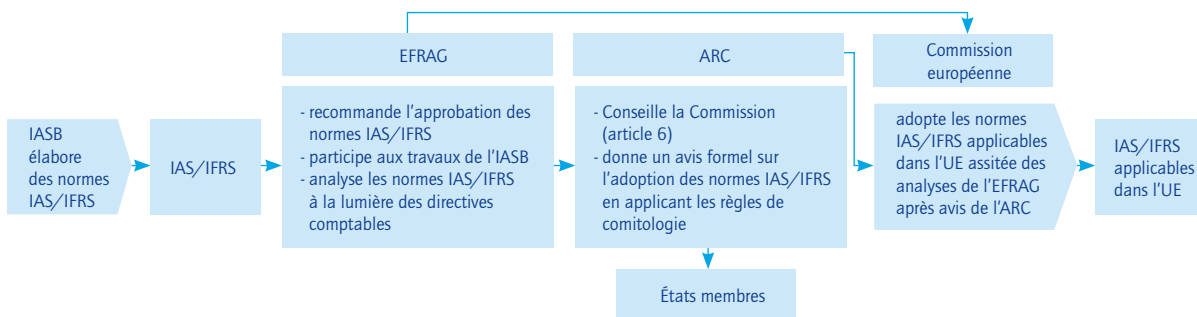 EFRAG
ARC
Commission
européenne
IASB
élabore
des normes
IAS/IFRS
IAS/IFRS
- recommande l'approbation des
normes IAS/IFRS
- participe aux travaux de l'IASB
- analyse les normes IAS/IFRS
à la lumière des directives
comptables
- Conseille la Commission
(article 6)
- donne un avis formel sur
l'adoption des normes IAS/IFRS
en applicant les règles de
comitologie
adopte les normes
IAS/IFRS applicables
dans l'UE assitée des
analyses de l'EFRAG
après avis de l'ARC
IAS/IFRS
applicables
dans l'UE
États membres